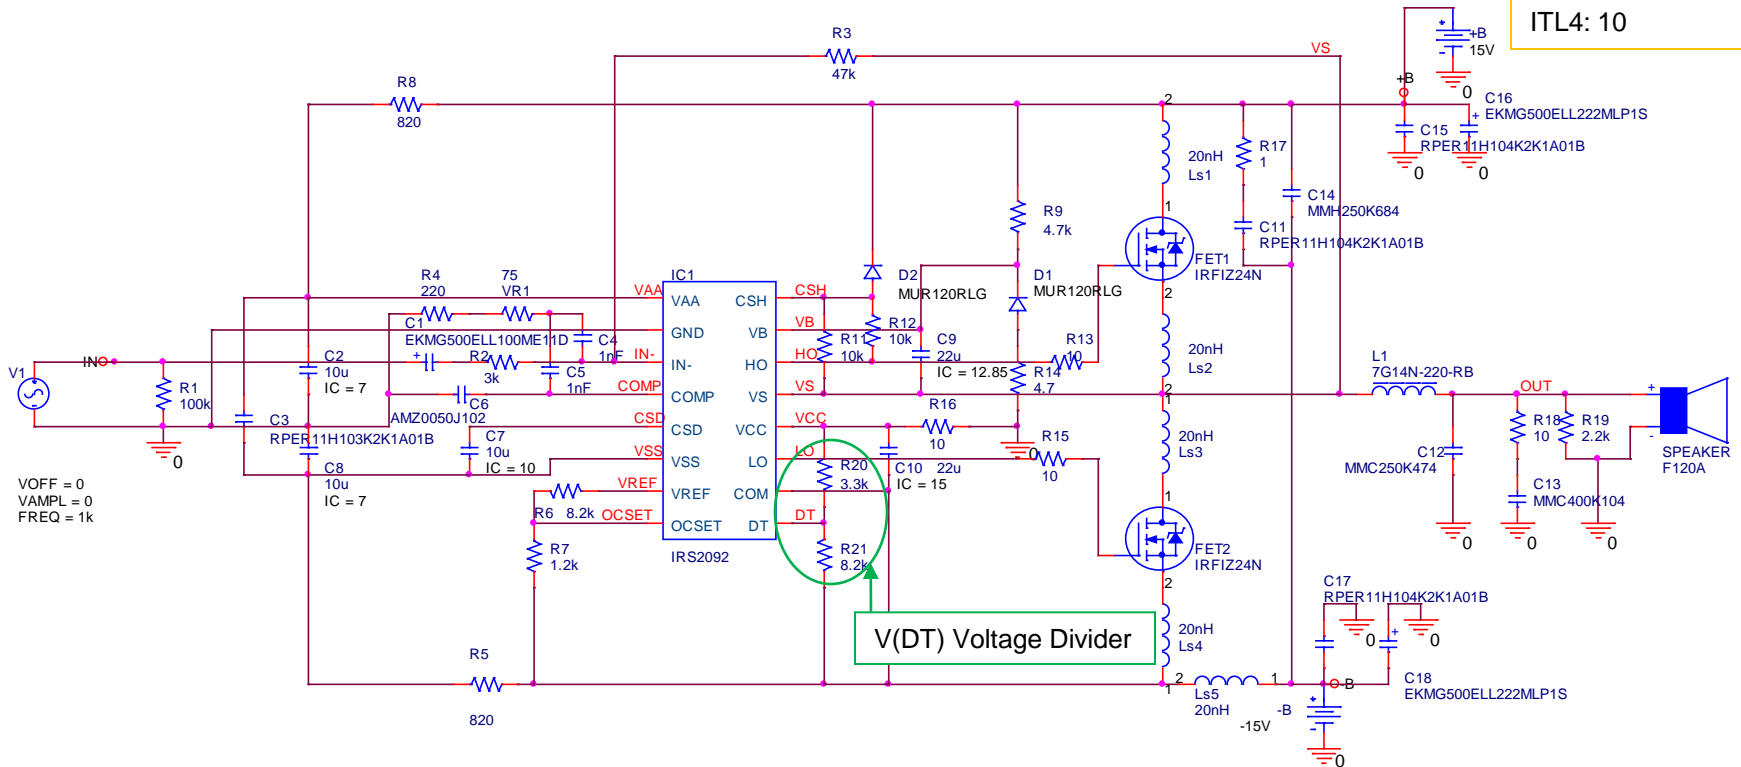 ITL4: 10
R3
47k
VS
+B
15V
0
R8
820
+B
2
C16
EKMG500ELL222MLP1S
C15
RPER11H104K2K1A01B
0
0
20nH
Ls1
R17
1
C14
MMH250K684
1
R9
4.7k
C11
RPER11H104K2K1A01B
FET1
IRFIZ24N
R4
220
75
VR1
IC1
D2
MUR120RLG
D1
MUR120RLG
VAA
VAA
CSH
CSH
2
C1
EKMG500ELL100ME11D
C4
1nF
GND
VB
VB
R11
10k
R12
10k
C9
22u
IC = 12.85
R13
10
20nH
Ls2
V1
IN
C2
10u
IC = 7
R2
3k
C5
1nF
IN-
IN-
HO
HO
R14
4.7
L1
7G14N-220-RB
R1
100k
COMP
COMP
VS
VS
2
1
OUT
C6
AMZ0050J102
C3
RPER11H103K2K1A01B
CSD
CSD
VCC
VCC
R16
10
0
R15
10
20nH
Ls3
R18
10
R19
2.2k
+
-
SPEAKER
F120A
0
C7
10u
IC = 10
VSS
VSS
LO
LO
R20
3.3k
C10
22u
IC = 15
C12
MMC250K474
C8
10u
IC = 7
VOFF = 0
VAMPL = 0
FREQ = 1k
VREF
VREF
COM
1
C13
MMC400K104
R6
8.2k
OCSET
OCSET
DT
DT
0
0
0
R7
1.2k
IRS2092
R21
8.2k
FET2
IRFIZ24N
2
C17
RPER11H104K2K1A01B
V(DT) Voltage Divider
20nH
Ls4
0
0
R5
820
1
2
Ls5
20nH
1
-B
-B
-15V
C18
EKMG500ELL222MLP1S
0